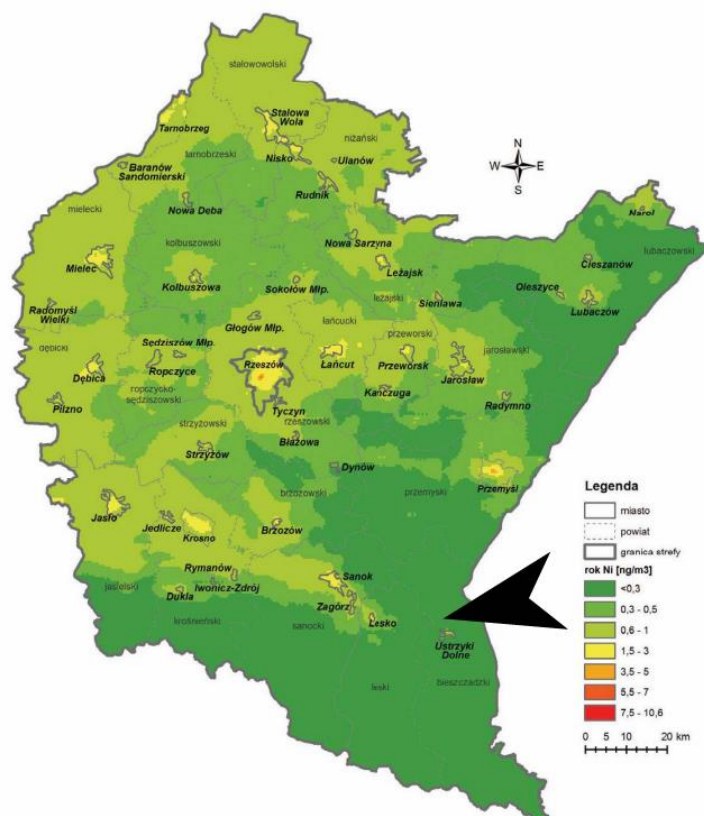 stalowowolski
Stalowa
Wola
Tarnobrzeg
niżański
Nisko
tarnobrzeski
Ulanów
Baranów
Sandomierski
Rudnik
mielecki
Nowa Dęba
N
W E
S
Narol
lubaczowski
kolbuszowski
Nowa Sarzyna
Cieszanów
Mielec
Kolbuszowa
Sokołów Młp.
Leżajsk
Oleszyce
Lubaczów
Radomyśl
Wielki
leżajski
Sieniawa
Głogów Młp.
łańcucki
dębicki
Sędziszów Młp.
przeworski
jarosławski
Ropczyce
Rzeszów
Łańcut
Przeworsk
Jarosław
Dębica
ropczycko-
sędziszowski
Kańczuga
Pilzno
Tyczyn
Radymno
strzyżowski
rzeszowski
Błażowa
Strzyżów
Dynów
Przemyśl
brzozowski
przemyski
Jasło
Jedlicze
Krosno
Brzozów
Rymanów
Sanok
jasielski
Iwonicz-Zdrój
Dukla
Zagórz
Lesko
krośnieński
sanocki
Ustrzyki
Dolne
leski
bieszczadzki
Legenda
miasto
powiat
granica strefy
rok Ni [ng/m3]
<0,3
0,3 - 0,5
0,6 - 1
1,5 - 3
3,5 - 5
5,5 - 7
7,5 - 10,6
0 5 10 20 km